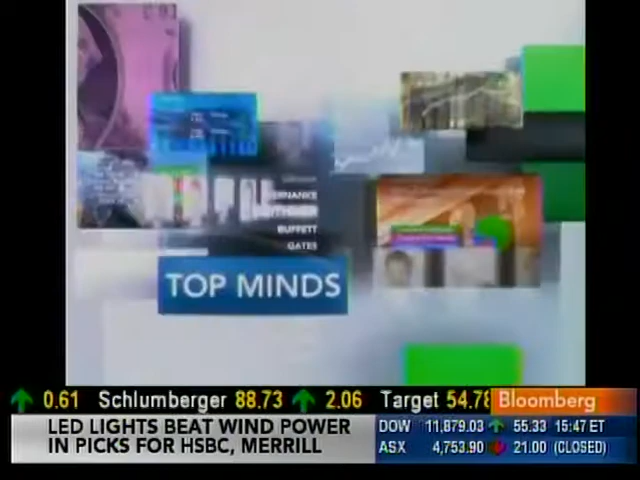 BUFFETT
GATES
TOP MINDS
0.61 Schlumberger 88.73 2.06 Target 54.78 Bloomberg
LED LIGHTS BEAT WIND POWER
IN PICKS FOR HSBC, MERRILL
DOW 11,879.03 55.33 15:47 ET
ASX 4,753.90 21.00 (CLOSED)